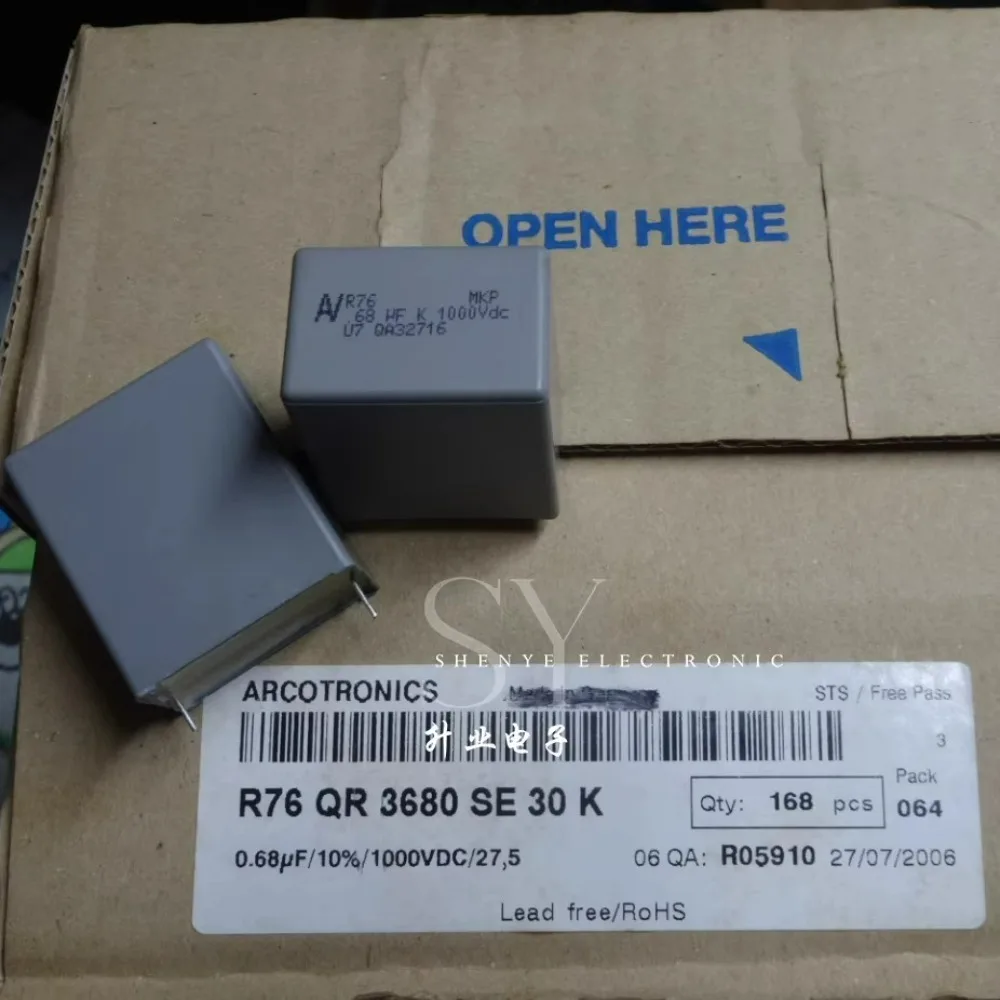 OPEN HERE
R76 MKP
.68 µF K 1000Vdc
U7 QA32716
SY
SHENYE ELECTRONIC
升业电子
ARCOTRONICS
STS / Free Pass
3
R76 QR 3680 SE 30 K
Qty: 168 pcs
Pack
064
0.68µF/10%/1000VDC/27,5
06 QA: R05910 27/07/2006
Lead free/RoHS